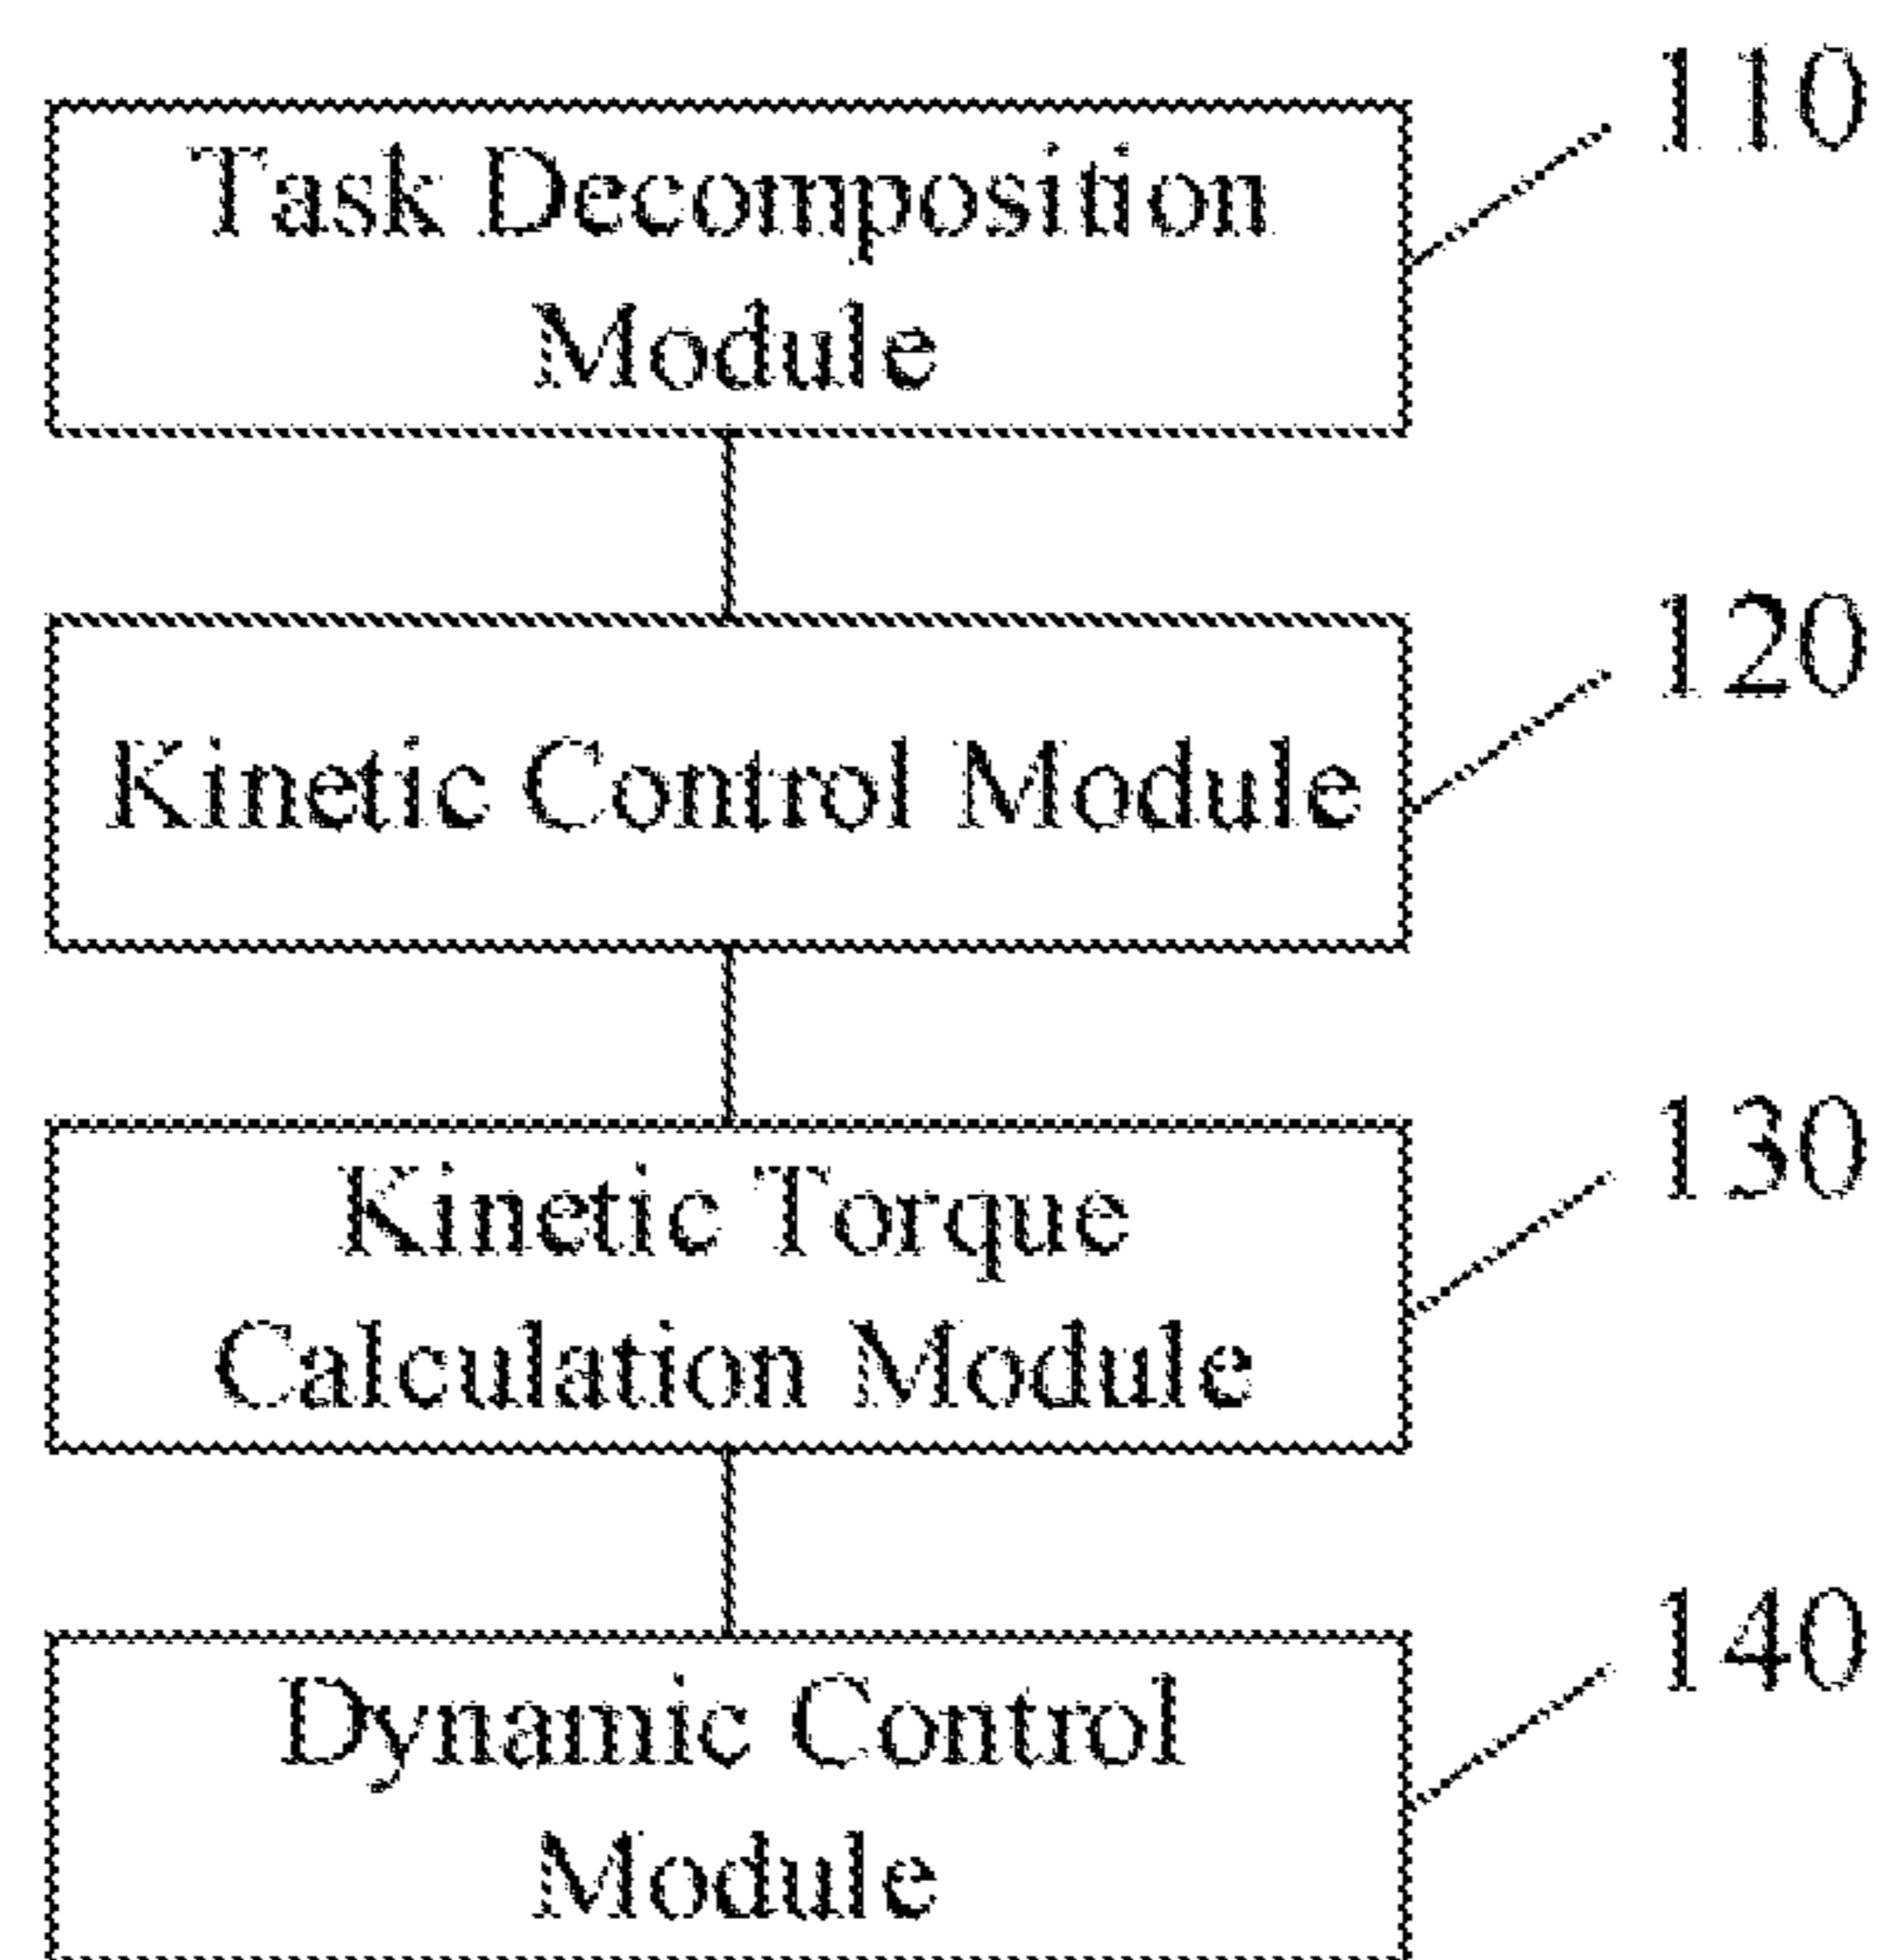 110
Task Decomposition
Module
120
Kinetic Control Module
130
Kinetic Torque
Calculation Module
140
Dynamic Control
Module